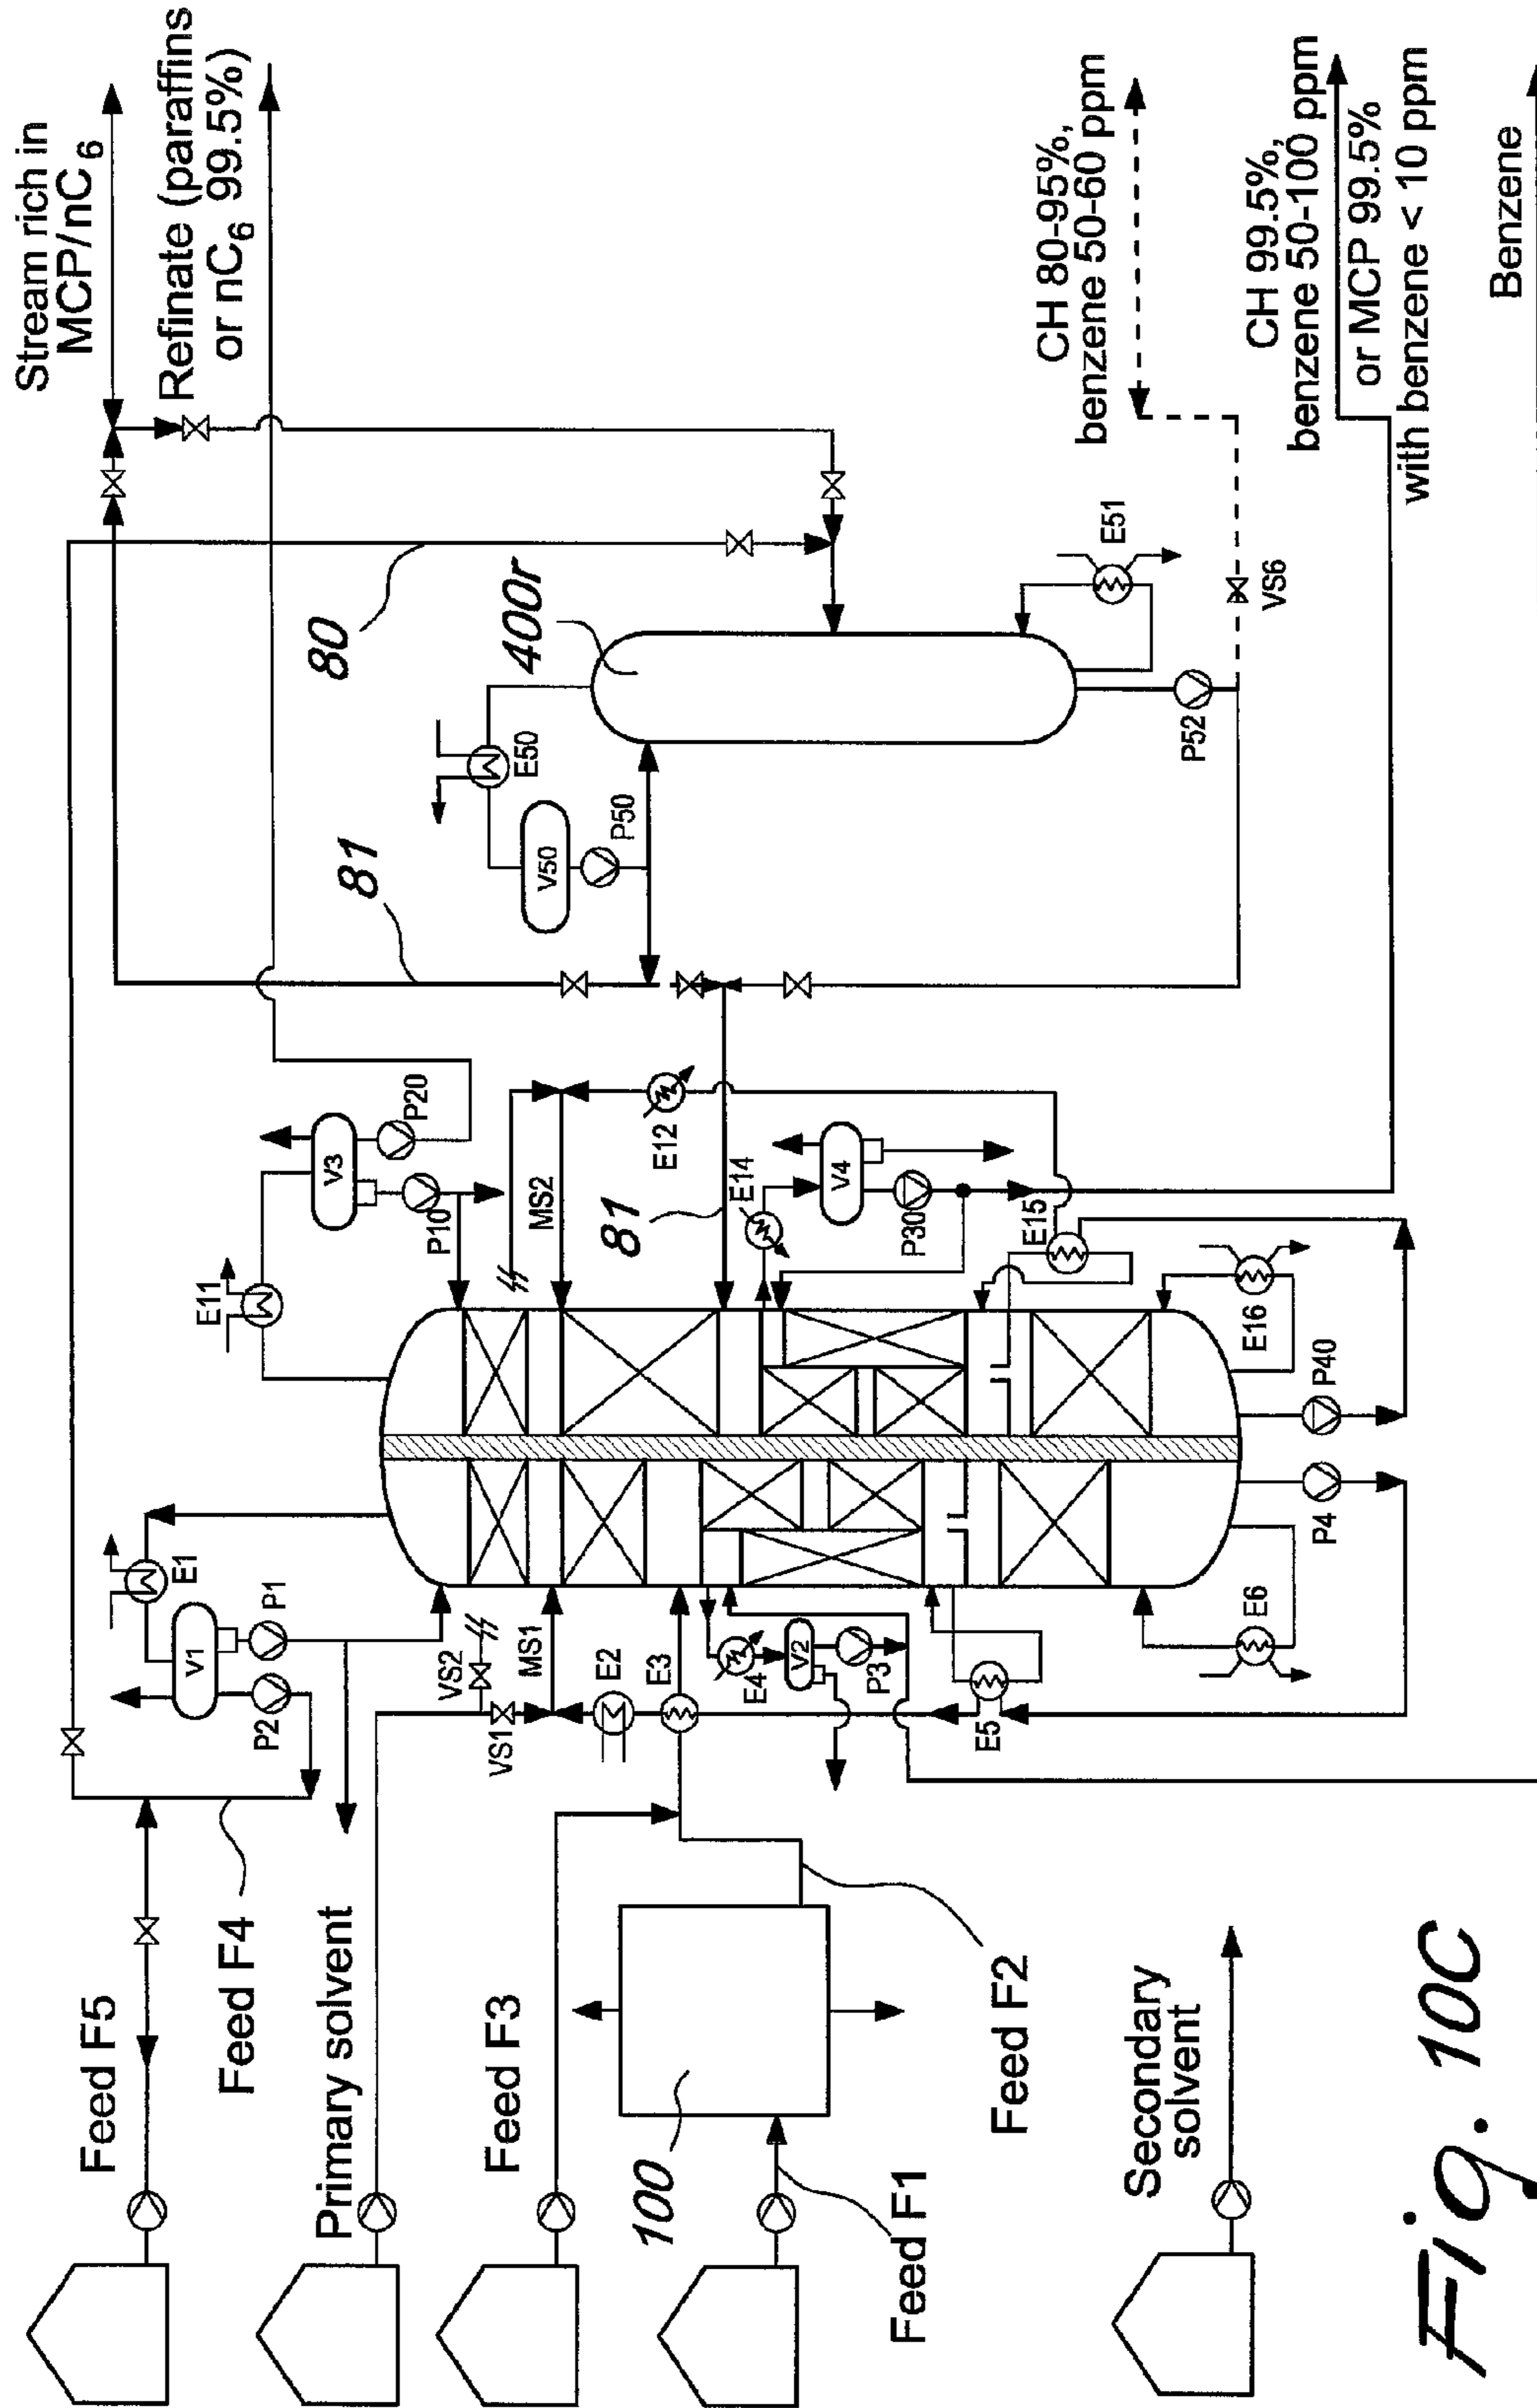 Stream rich in
MCP/nC6
Refinate (paraffins
or nC6 99.5%)
80
81
400r
E50
V50
P50
E51
P52
VS6
CH 80-95%,
benzene 50-60 ppm
CH 99.5%,
benzene 50-100 ppm
or MCP 99.5%
with benzene < 10 ppm
Benzene
E11
V3
P20
P10
MS2
E12
81
E14
V4
P30
E15
E16
P40
E1
V1
P1
P2
VS2
VS1
MS1
E2
E3
E4
V2
P3
E5
E6
P4
Feed F5
Feed F4
Primary solvent
Feed F3
100
Feed F1
Feed F2
Secondary
solvent
Fig. 10C